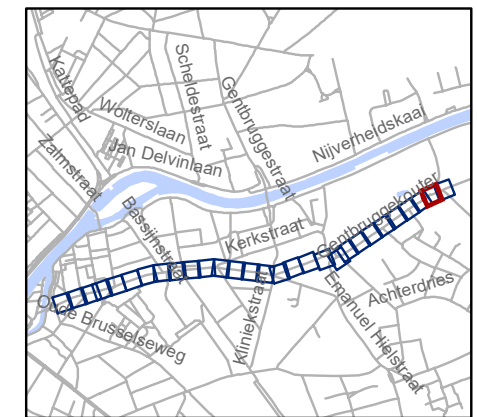 Kattepad
Scheldestraat
Gentbruggestraat
Wolterslaan
Nijverheidskaai
Jan Delvinlaan
Zalmstraat
Bassijnstraat
Kerkstraat
Gentbruggekouter
Achterdries
Oude Brusselseweg
Kliniekstraat
Emanuel Hielstraat